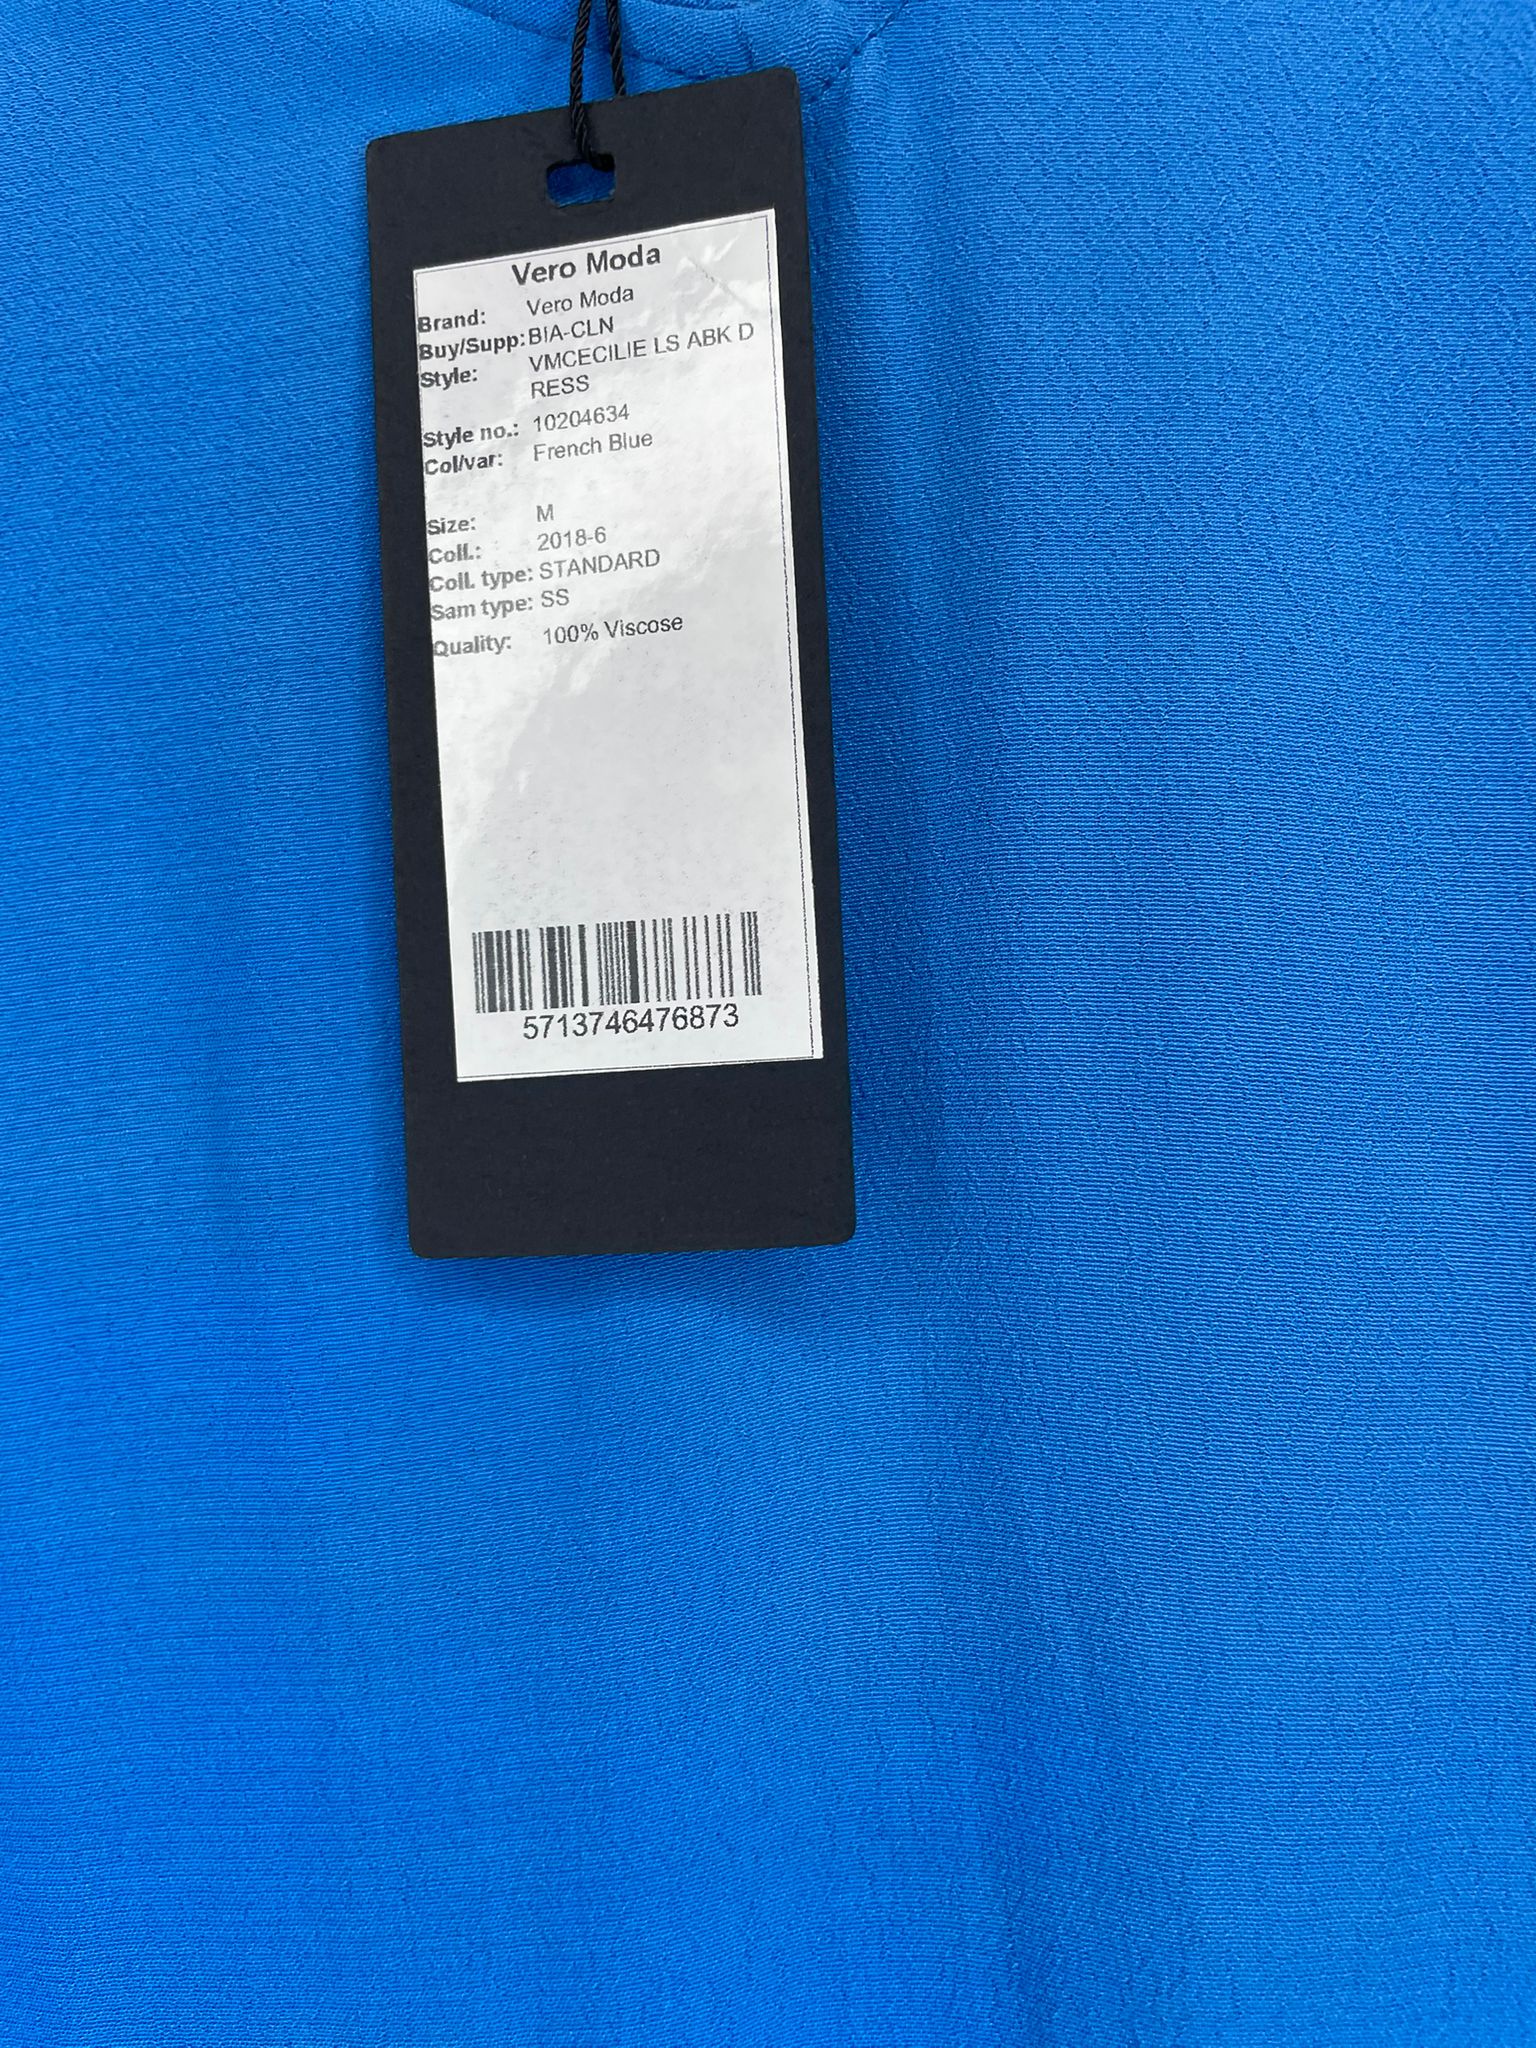 Vero Moda
Brand: Vero Moda
Buy/Supp: BIA-CLN
Style: VMCECILIE LS ABK D
RESS
Style no.: 10204634
Col/var: French Blue
Size: M
Coll.: 2018-6
Coll. type: STANDARD
Sam type: SS
Quality: 100% Viscose
5713746476873